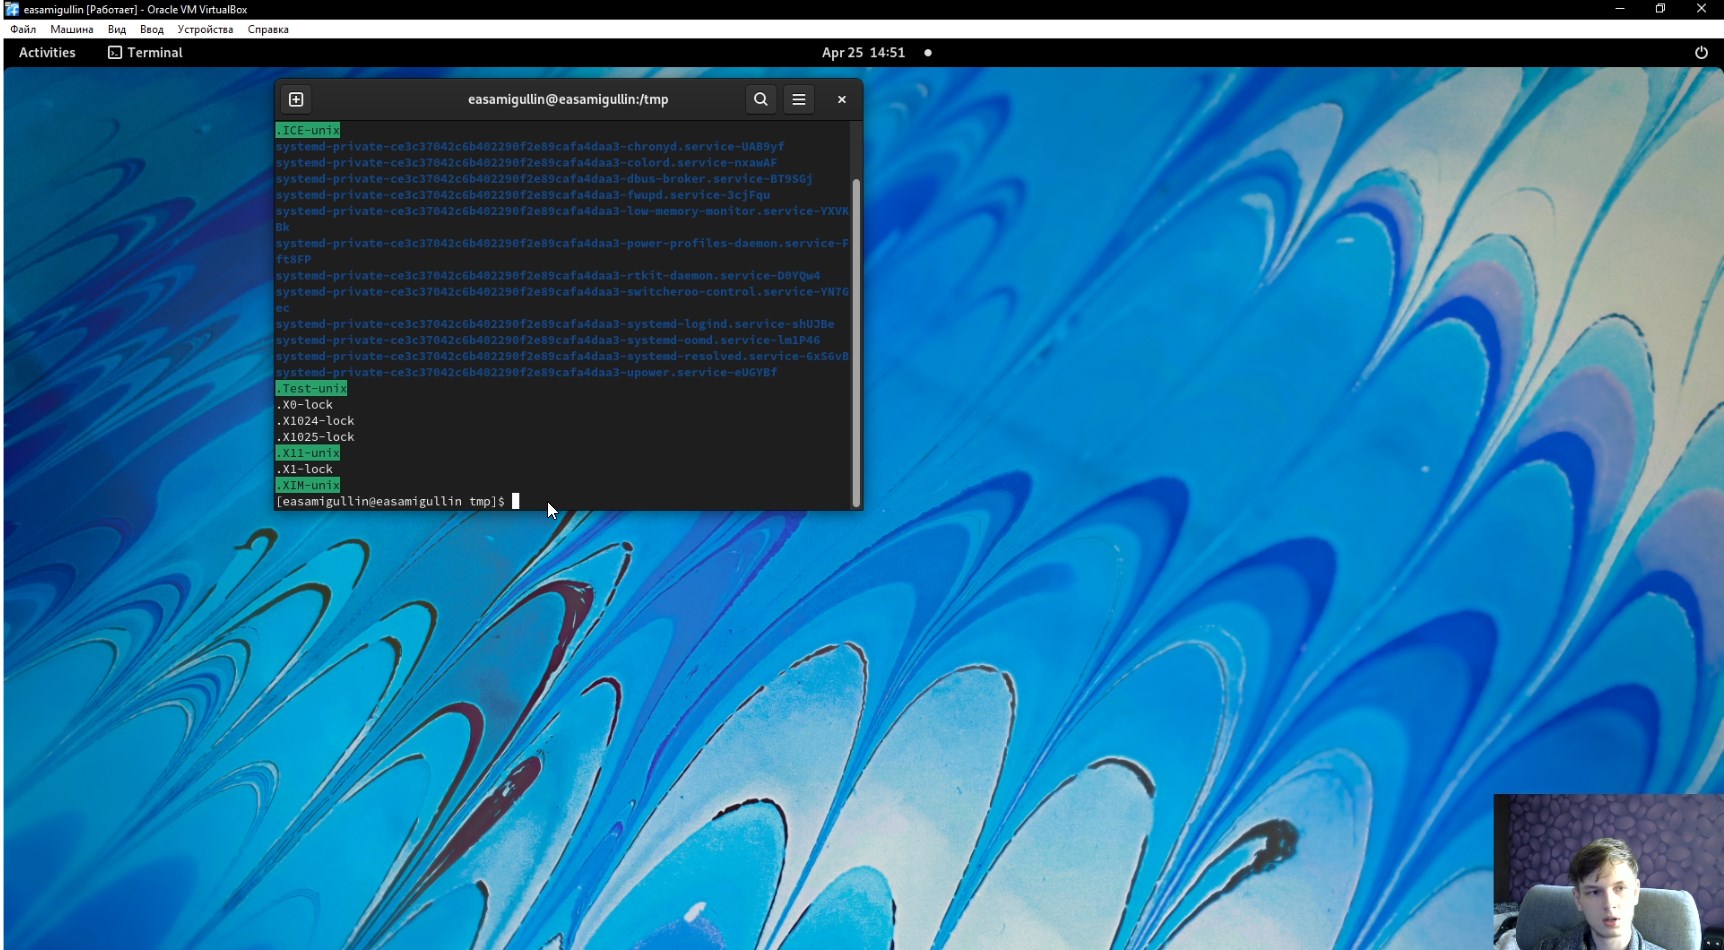 easamigullin [Работает] - Oracle VM VirtualBox
Файл Машина Вид Ввод Устройства Справка
Activities Terminal Apr 25 14:51
easamigullin@easamigullin:/tmp
.ICE-unix
systemd-private-ce3c37042c6b402290f2e89cafa4daa3-chronyd.service-UAB9yf
systemd-private-ce3c37042c6b402290f2e89cafa4daa3-colord.service-nxawAF
systemd-private-ce3c37042c6b402290f2e89cafa4daa3-dbus-broker.service-BT9SGj
systemd-private-ce3c37042c6b402290f2e89cafa4daa3-fwupd.service-3cjFqu
systemd-private-ce3c37042c6b402290f2e89cafa4daa3-low-memory-monitor.service-YXVK
Bk
systemd-private-ce3c37042c6b402290f2e89cafa4daa3-power-profiles-daemon.service-F
ft8FP
systemd-private-ce3c37042c6b402290f2e89cafa4daa3-rtkit-daemon.service-D0YQw4
systemd-private-ce3c37042c6b402290f2e89cafa4daa3-switcheroo-control.service-YN7G
ec
systemd-private-ce3c37042c6b402290f2e89cafa4daa3-systemd-logind.service-shUJBe
systemd-private-ce3c37042c6b402290f2e89cafa4daa3-systemd-oomd.service-lm1P46
systemd-private-ce3c37042c6b402290f2e89cafa4daa3-systemd-resolved.service-6xS6vB
systemd-private-ce3c37042c6b402290f2e89cafa4daa3-upower.service-eUGYBf
.Test-unix
.X0-lock
.X1024-lock
.X1025-lock
.X11-unix
.X1-lock
.XIM-unix
[easamigullin@easamigullin tmp]$